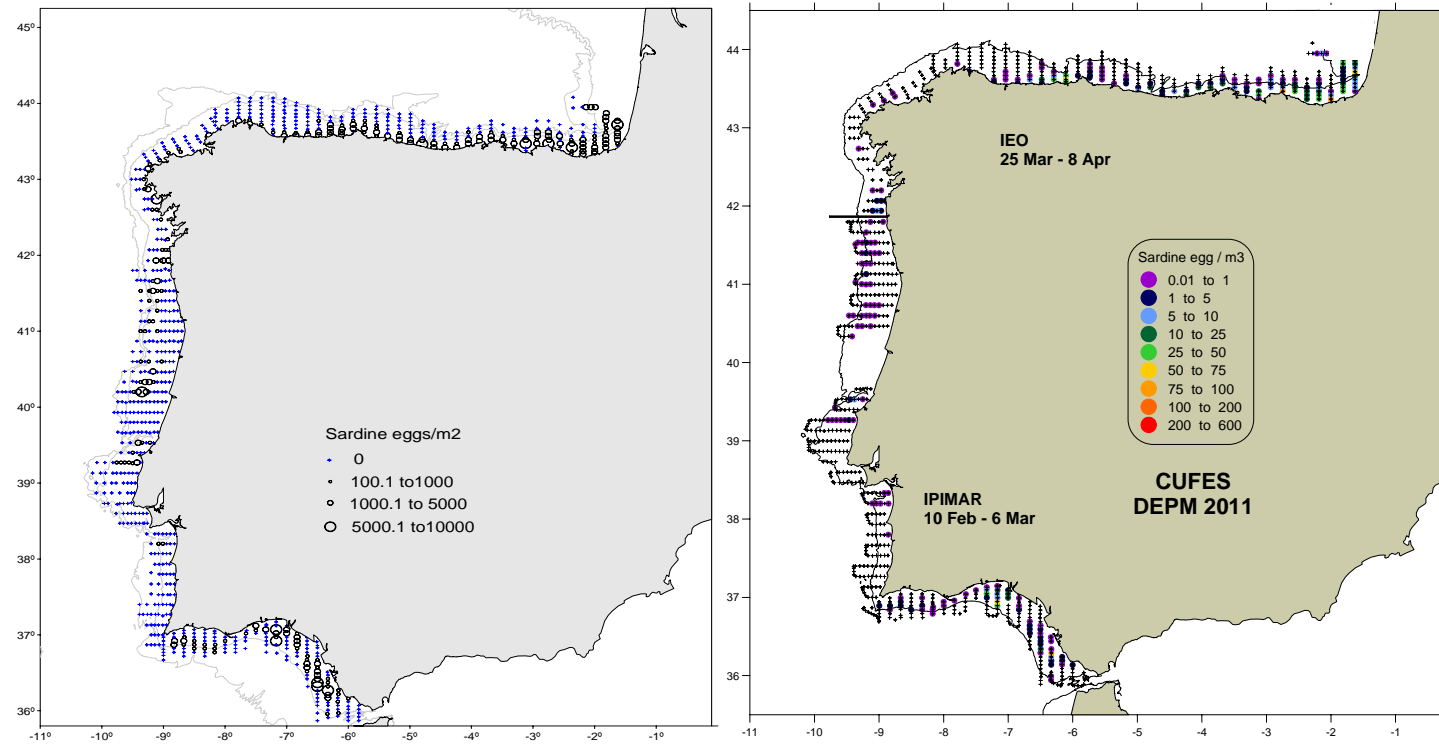 45º
44º
43º
42º
41º
40º
39º
38º
37º
36º
-11º
-10º
-9º
-8º
-7º
-6º
-5º
-4º
-3º
-2º
-1º
Sardine eggs/m2
0
100.1 to1000
1000.1 to 5000
5000.1 to10000
44
43
42
41
40
39
38
37
36
-11
-10
-9
-8
-7
-6
-5
-4
-3
-2
-1
IEO
25 Mar - 8 Apr
Sardine egg / m3
0.01 to 1
1 to 5
5 to 10
10 to 25
25 to 50
50 to 75
75 to 100
100 to 200
200 to 600
CUFES
DEPM 2011
IPIMAR
10 Feb - 6 Mar